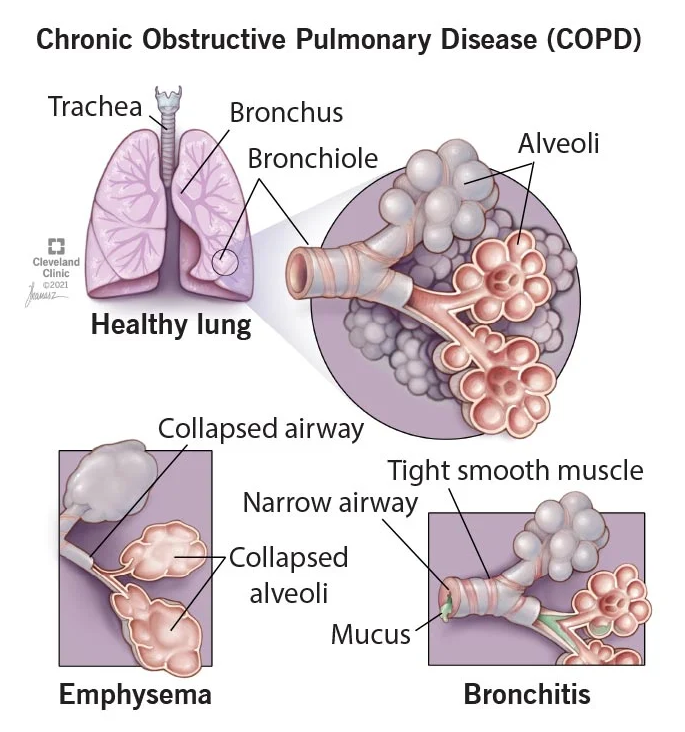 Chronic Obstructive Pulmonary Disease (COPD)
Trachea
Bronchus
Bronchiole
Alveoli
Cleveland
Clinic
©2021
Healthy lung
Collapsed airway
Tight smooth muscle
Narrow airway
Collapsed
alveoli
Mucus
Emphysema
Bronchitis